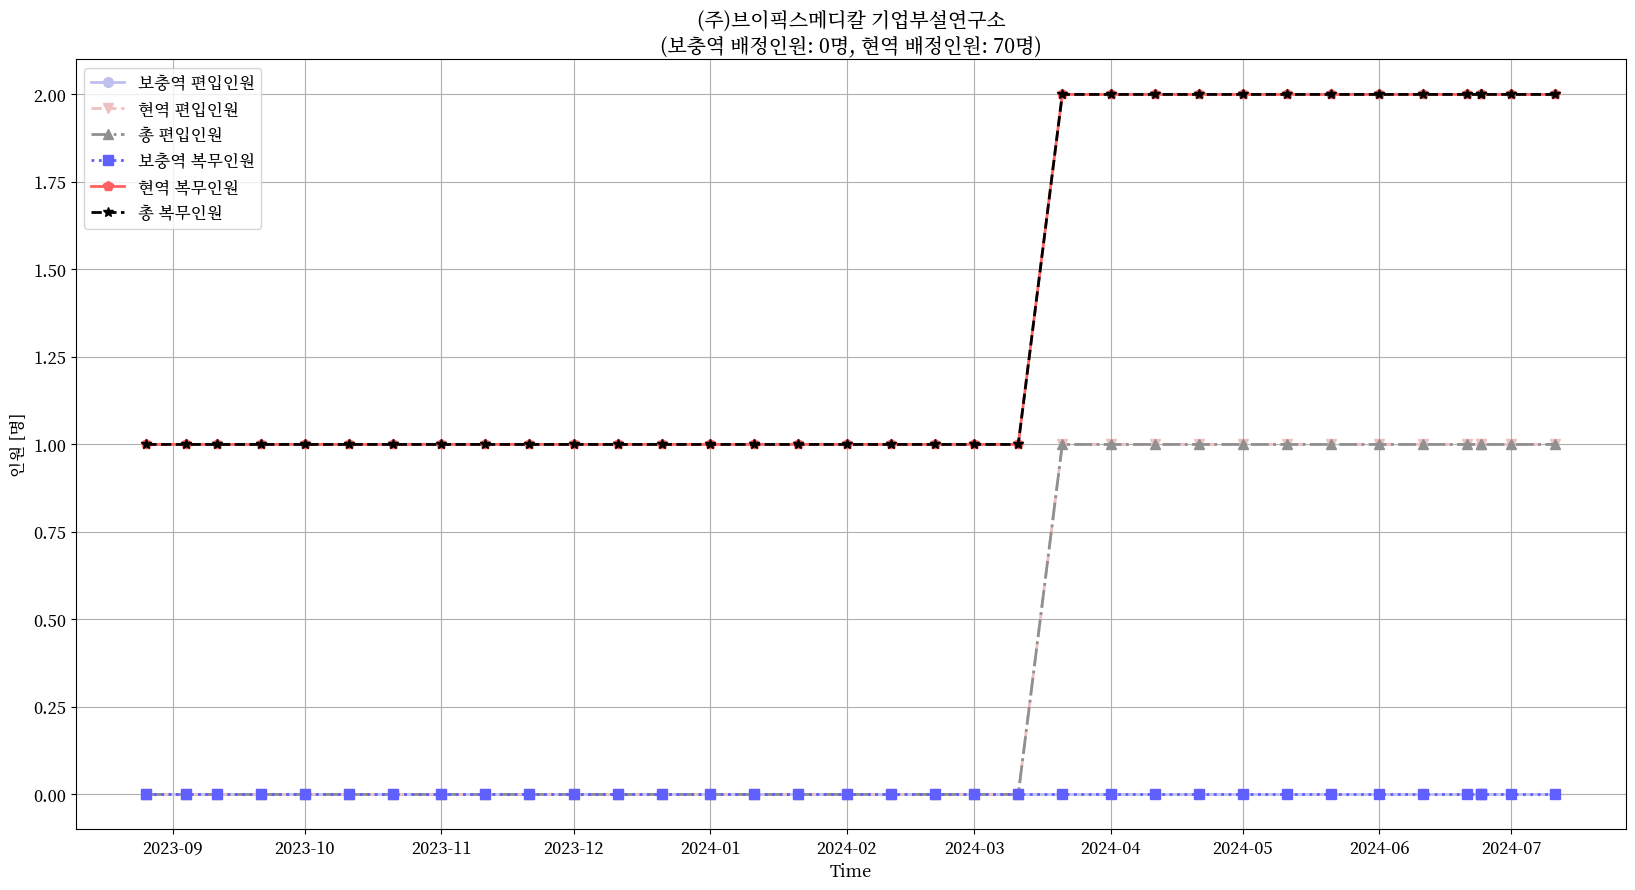 (주)브이픽스메디칼 기업부설연구소
(보충역 배정인원: 0명, 현역 배정인원: 70명)
보충역 편입인원
현역 편입인원
총 편입인원
보충역 복무인원
현역 복무인원
총 복무인원
2.00
1.75
1.50
1.25
1.00
0.75
0.50
0.25
0.00
인원 [명]
2023-09
2023-10
2023-11
2023-12
2024-01
2024-02
2024-03
2024-04
2024-05
2024-06
2024-07
Time